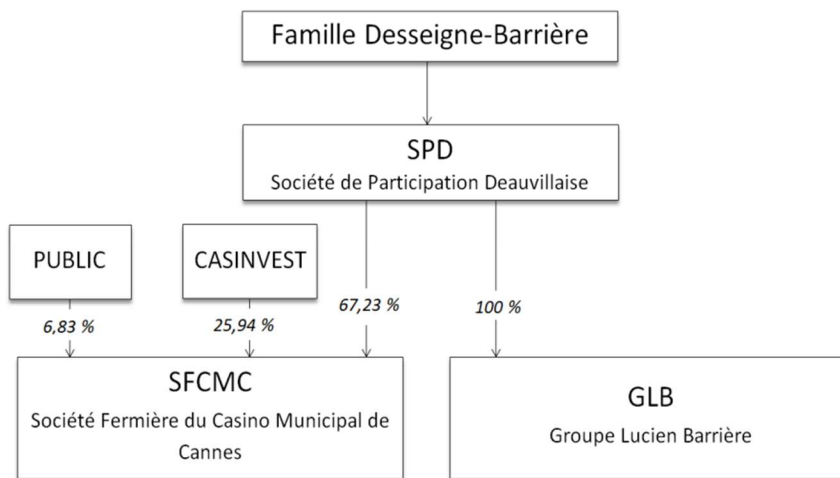 Famille Desseigne-Barrière
SPD
Société de Participation Deauvillaise
PUBLIC
CASINVEST
6,83 %
25,94 %
67,23 %
100 %
SFCMC
Société Fermière du Casino Municipal de
Cannes
GLB
Groupe Lucien Barrière